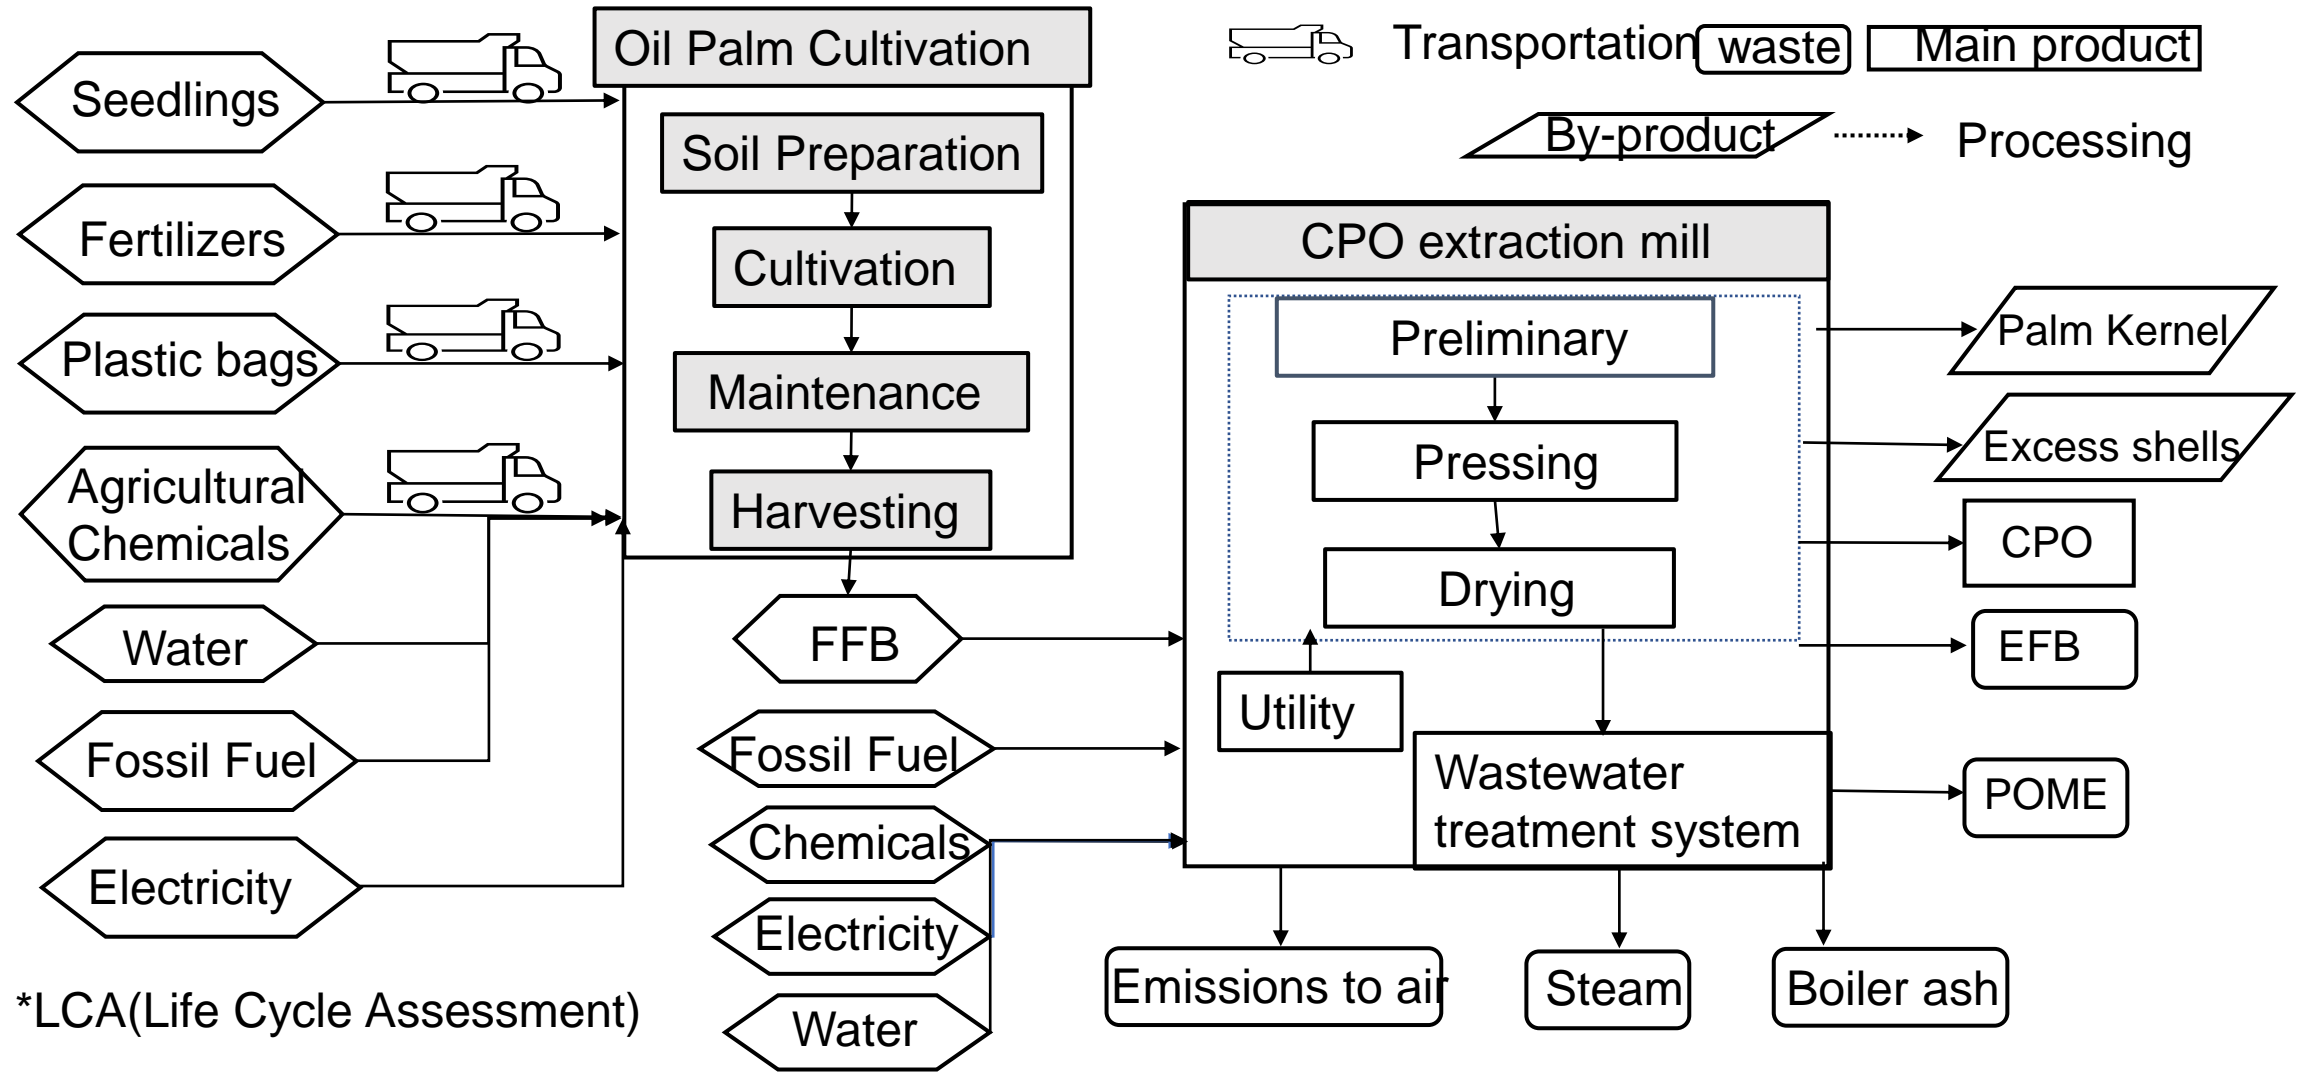 Oil Palm Cultivation
Transportation
waste
Main product
By-product
Processing
Seedlings
Fertilizers
Plastic bags
Agricultural
Chemicals
Water
Fossil Fuel
Electricity
Soil Preparation
Cultivation
Maintenance
Harvesting
FFB
Fossil Fuel
Chemicals
Electricity
Water
CPO extraction mill
Preliminary
Pressing
Drying
Utility
Wastewater
treatment system
Palm Kernel
Excess shells
CPO
EFB
POME
Emissions to air
Steam
Boiler ash
*LCA(Life Cycle Assessment)